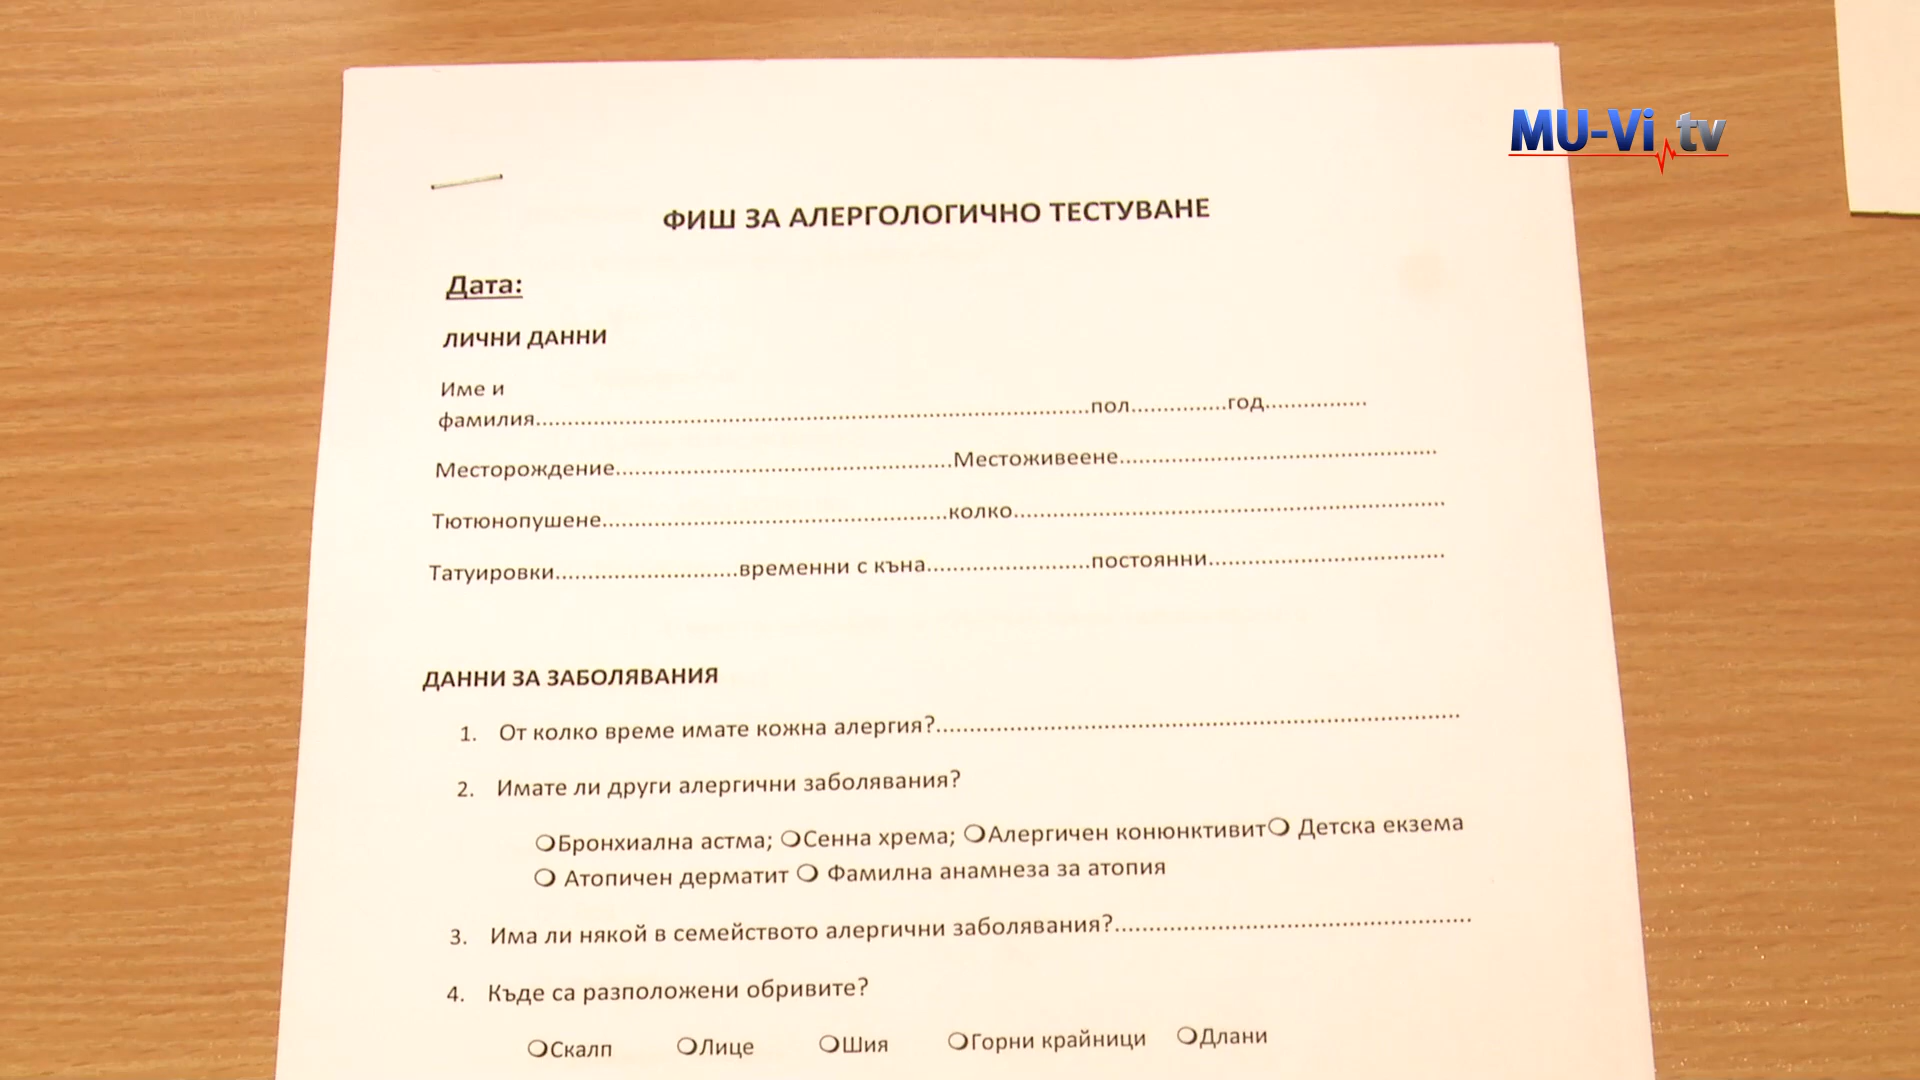 MU-Vi tv
ФИШ ЗА АЛЕРГОЛОГИЧНО ТЕСТУВАНЕ
Дата:
ЛИЧНИ ДАННИ
Име и
фамилия........................................................................................пол...............год................
Месторождение.....................................................Местоживеене..................................................
Тютюнопушене......................................................колко....................................................................
Татуировки.............................временни с къна..........................постоянни.....................................
ДАННИ ЗА ЗАБОЛЯВАНИЯ
1. От колко време имате кожна алергия?...................................................................................
2. Имате ли други алергични заболявания?
❍Бронхиална астма; ❍Сенна хрема; ❍Алергичен конюнктивит❍ Детска екзема
❍ Атопичен дерматит ❍ Фамилна анамнеза за атопия
3. Има ли някой в семейството алергични заболявания?........................................................
4. Къде са разположени обривите?
❍Скалп ❍Лице ❍Шия ❍Горни крайници ❍Длани